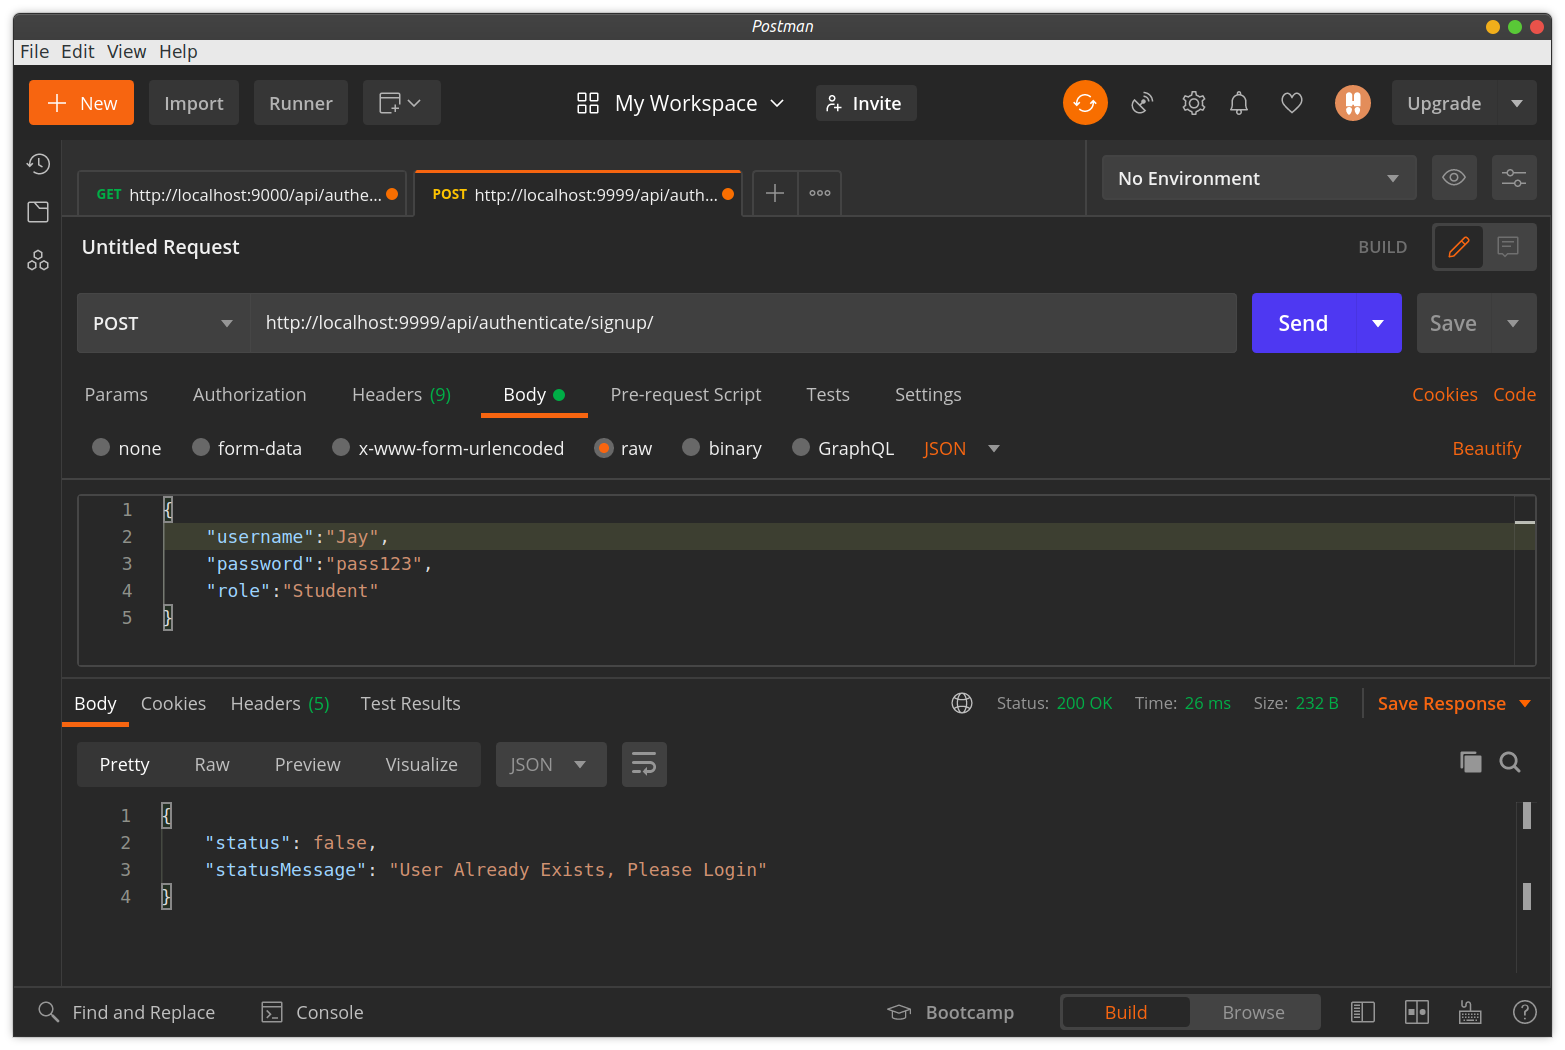 Postman
File Edit View Help
New Import Runner My Workspace Invite Upgrade
GET http://localhost:9000/api/authe... POST http://localhost:9999/api/auth... No Environment
Untitled Request BUILD
POST http://localhost:9999/api/authenticate/signup/ Send Save
Params Authorization Headers (9) Body Pre-request Script Tests Settings Cookies Code
none form-data x-www-form-urlencoded raw binary GraphQL JSON Beautify
1 {
2 "username":"Jay",
3 "password":"pass123",
4 "role":"Student"
5 }
Body Cookies Headers (5) Test Results Status: 200 OK Time: 26 ms Size: 232 B Save Response
Pretty Raw Preview Visualize JSON
1 {
2 "status": false,
3 "statusMessage": "User Already Exists, Please Login"
4 }
Find and Replace Console Bootcamp Build Browse